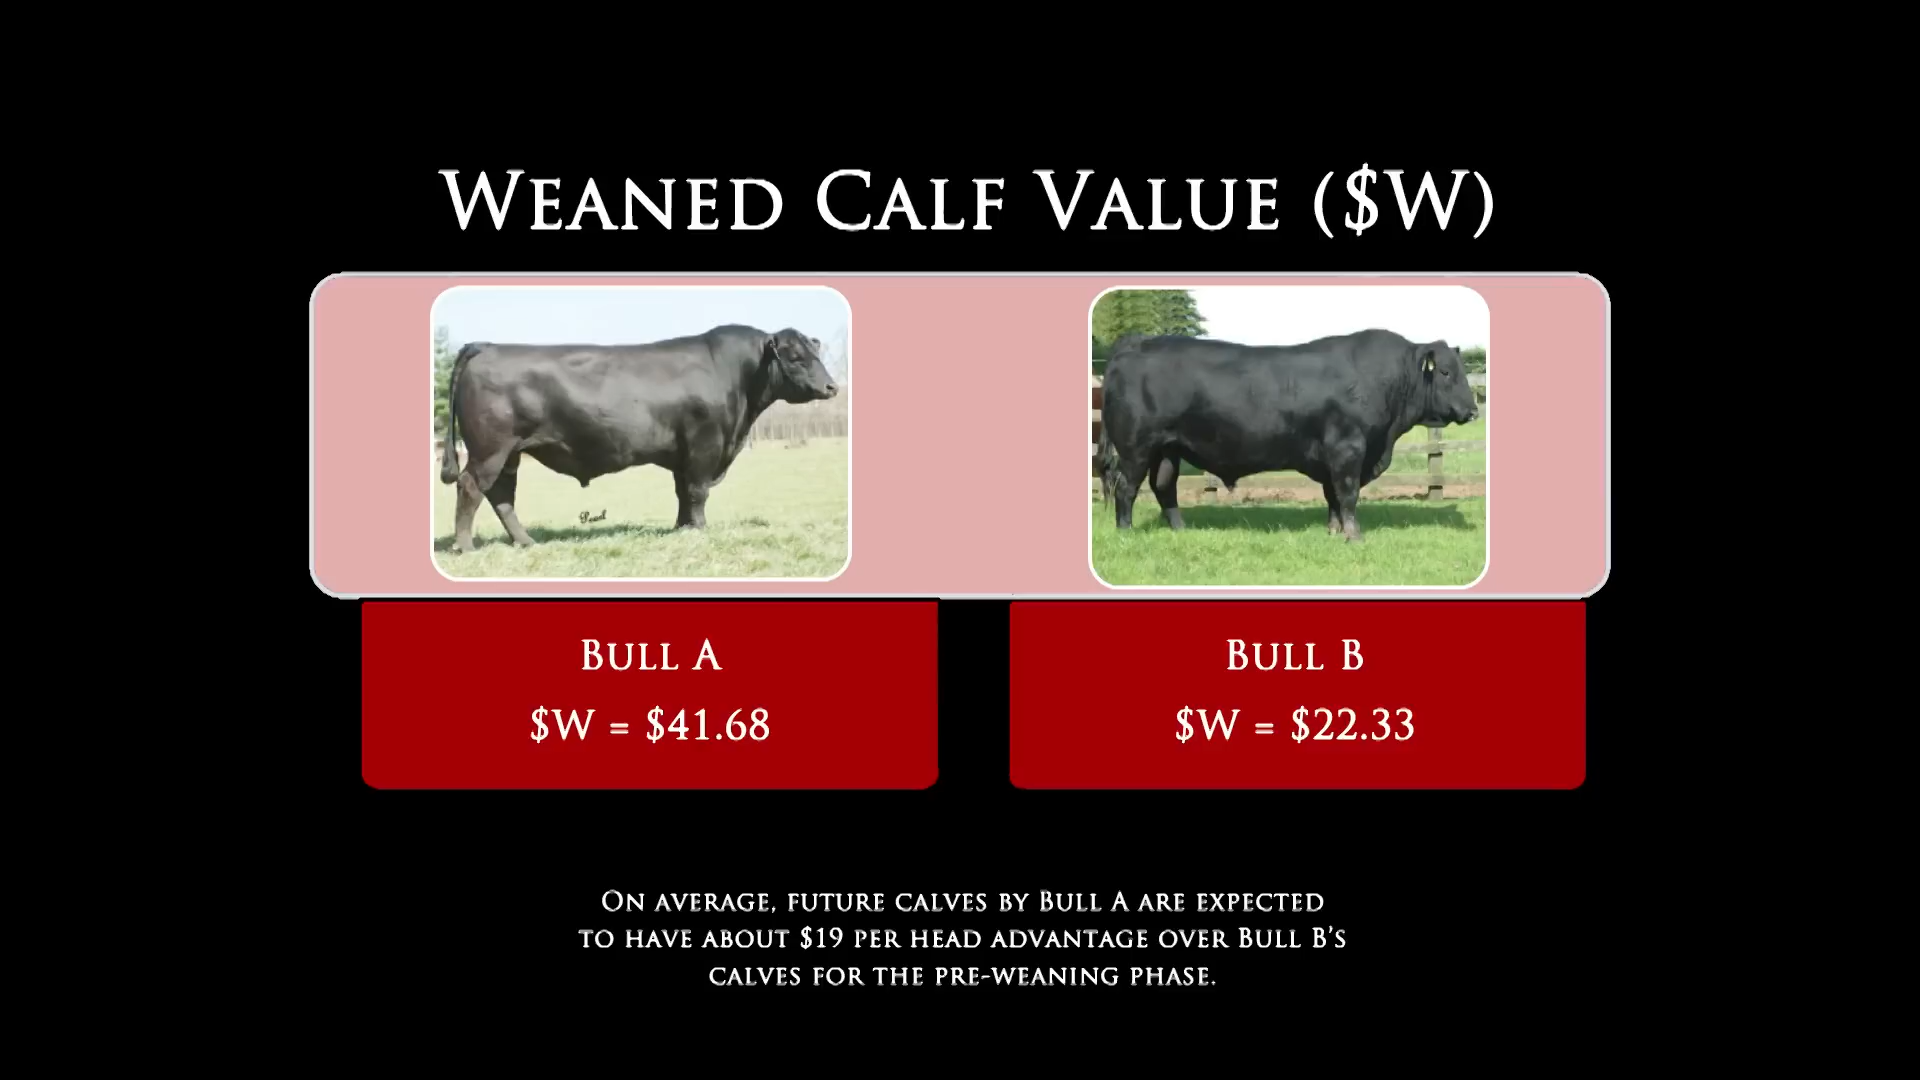 WEANED CALF VALUE ($W)
BULL A
$W = $41.68
BULL B
$W = $22.33
ON AVERAGE, FUTURE CALVES BY BULL A ARE EXPECTED
TO HAVE ABOUT $19 PER HEAD ADVANTAGE OVER BULL B'S
CALVES FOR THE PRE-WEANING PHASE.